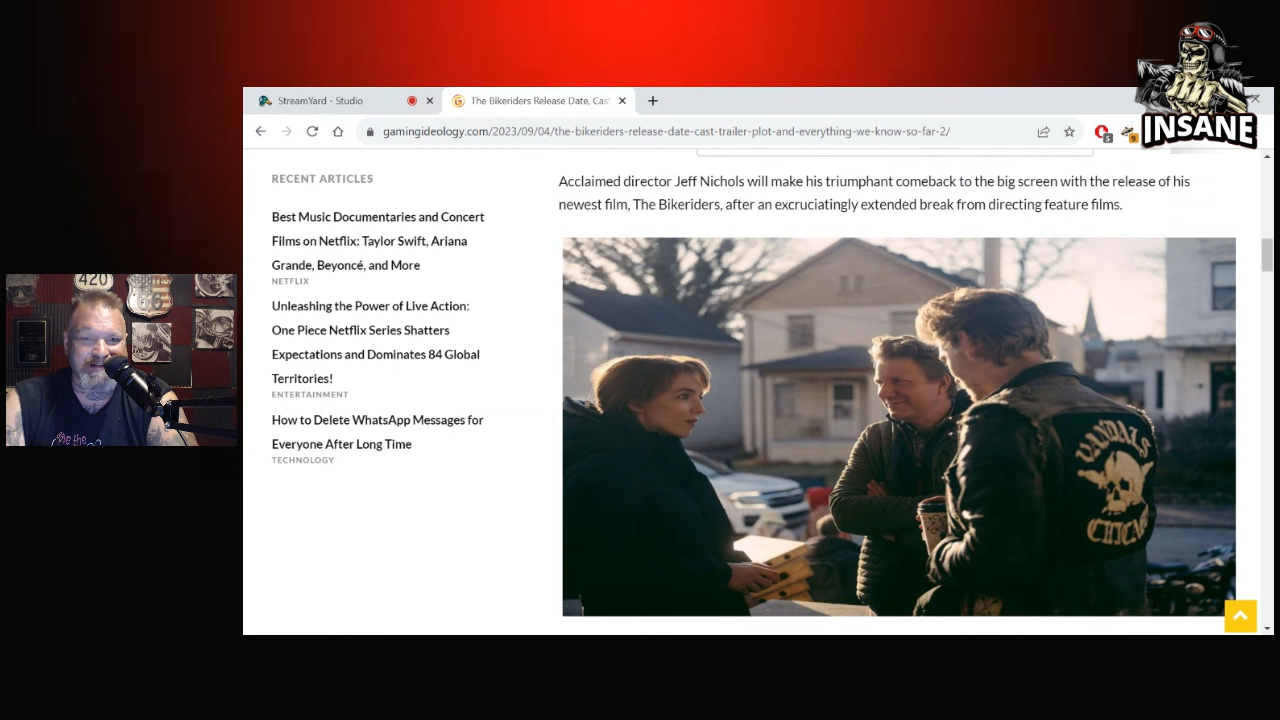 INSANE
StreamYard - Studio
The Bikeriders Release Date, Cast
gamingideology.com/2023/09/04/the-bikeriders-release-date-cast-trailer-plot-and-everything-we-know-so-far-2/
5
9
RECENT ARTICLES
Best Music Documentaries and Concert
Films on Netflix: Taylor Swift, Ariana
Grande, Beyoncé, and More
NETFLIX
Unleashing the Power of Live Action:
One Piece Netflix Series Shatters
Expectations and Dominates 84 Global
Territories!
ENTERTAINMENT
How to Delete WhatsApp Messages for
Everyone After Long Time
TECHNOLOGY
Acclaimed director Jeff Nichols will make his triumphant comeback to the big screen with the release of his
newest film, The Bikeriders, after an excruciatingly extended break from directing feature films.
VANDALS
420